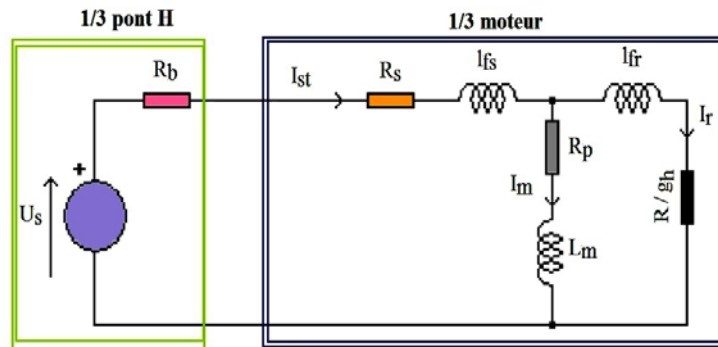 1/3 pont H
1/3 moteur
Rb
Ist
Rs
lfs
lfr
Ir
Rp
Im
Lm
R / gh
+
Us